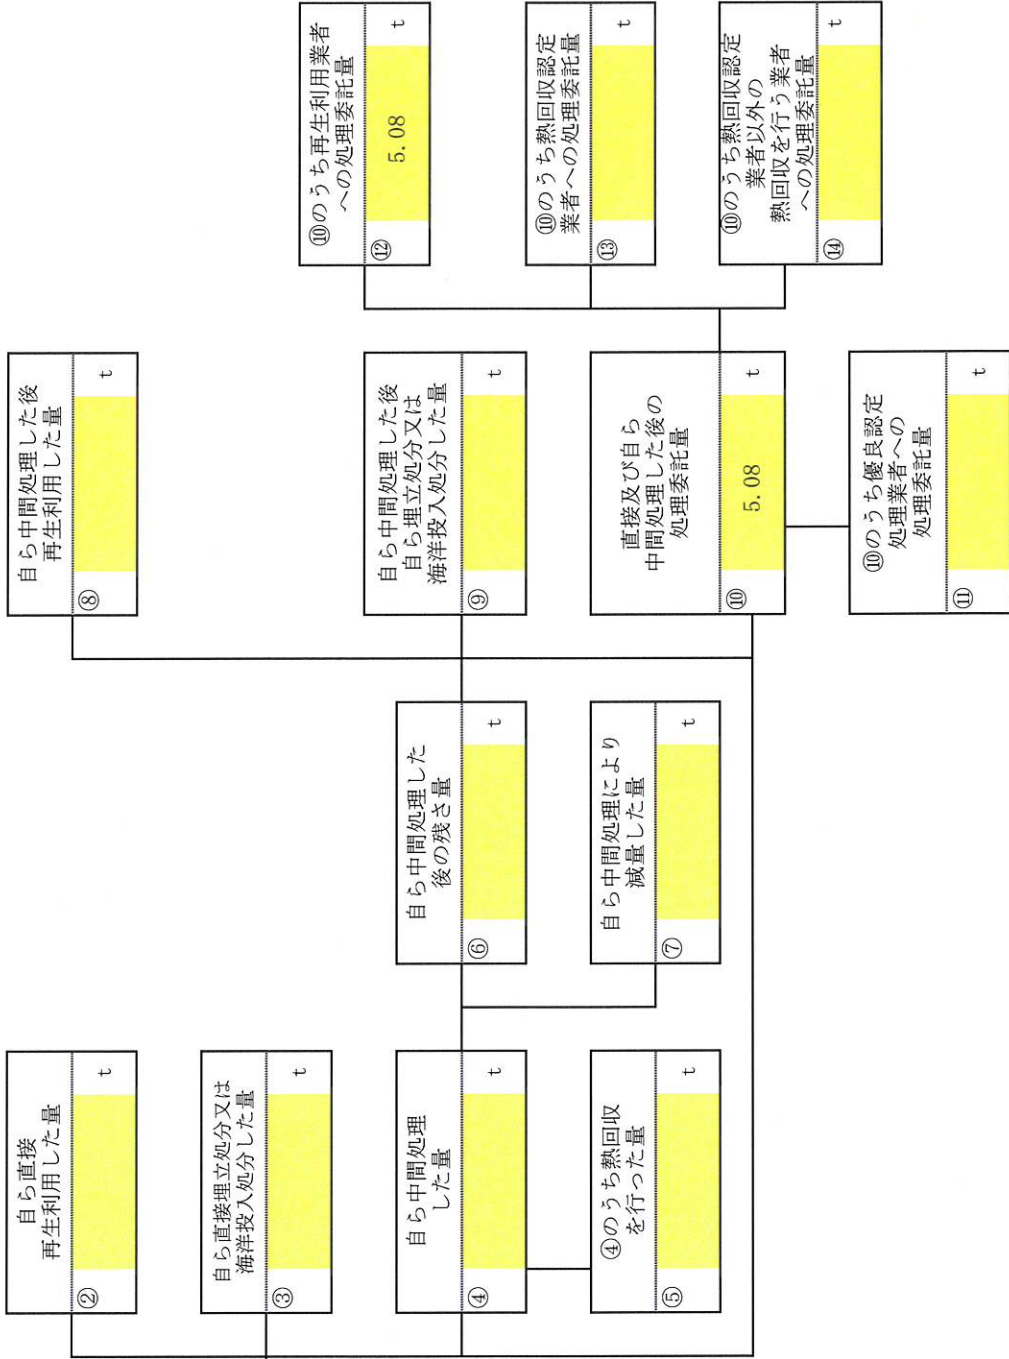 自ら直接
再生利用した量
② t
自ら直接埋立処分又は
海洋投入処分した量
③ t
自ら中間処理
した量
④ t
④のうち熱回収
を行った量
⑤ t
自ら中間処理した
後の残さ量
⑥ t
自ら中間処理により
減量した量
⑦ t
自ら中間処理した後
再生利用した量
⑧ t
自ら中間処理した後
自ら埋立処分又は
海洋投入処分した量
⑨ t
直接及び自ら
中間処理した後の
処理委託量
⑩ 5.08 t
⑩のうち優良認定
処理業者への
処理委託量
⑪ t
⑩のうち再生利用業者
への処理委託量
⑫ 5.08 t
⑩のうち熱回収認定
業者への処理委託量
⑬ t
⑩のうち熱回収認定
業者以外の
熱回収を行う業者
への処理委託量
⑭ t